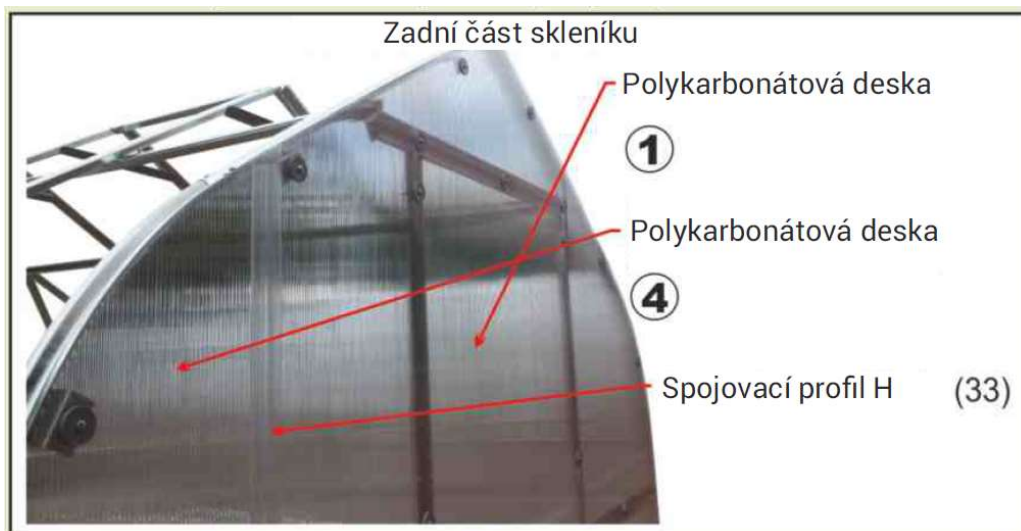 Zadní část skleníku
Polykarbonátová deska
1
Polykarbonátová deska
4
Spojovací profil H (33)